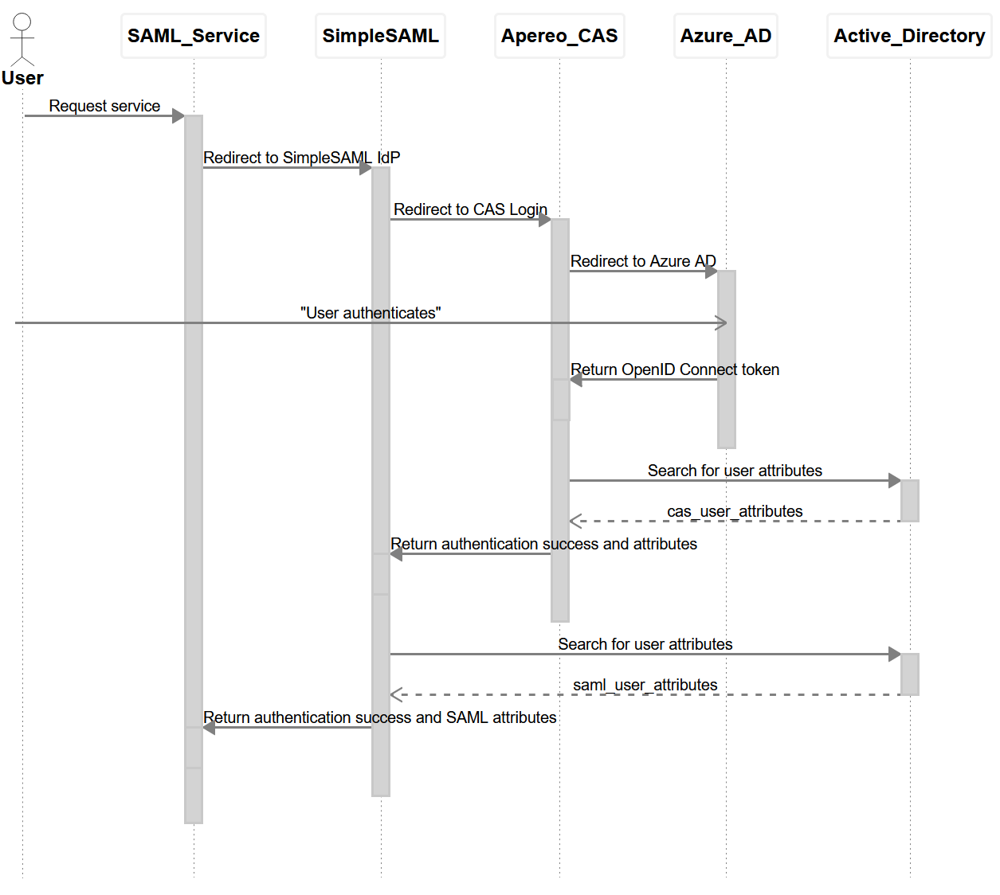 SAML_Service
SimpleSAML
Apereo_CAS
Azure_AD
Active_Directory
User
Request service
Redirect to SimpleSAML IdP
Redirect to CAS Login
Redirect to Azure AD
"User authenticates"
Return OpenID Connect token
Search for user attributes
cas_user_attributes
Return authentication success and attributes
Search for user attributes
saml_user_attributes
Return authentication success and SAML attributes